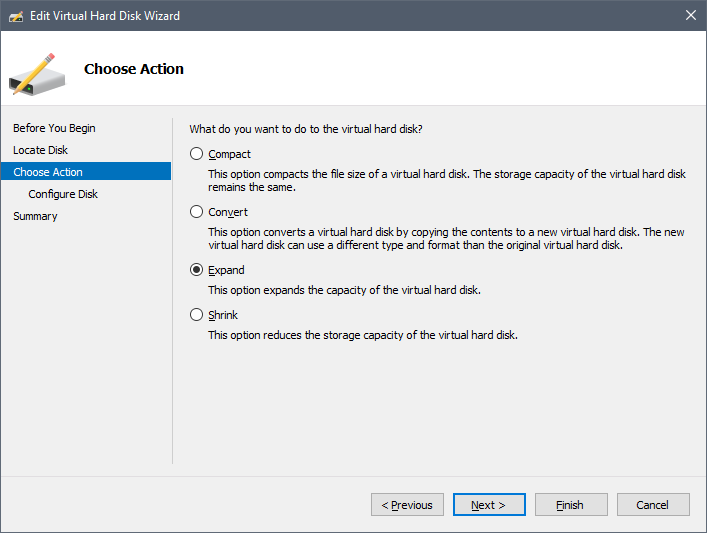 Edit Virtual Hard Disk Wizard
Choose Action
Before You Begin
Locate Disk
Choose Action
Configure Disk
Summary
What do you want to do to the virtual hard disk?
Compact
This option compacts the file size of a virtual hard disk. The storage capacity of the virtual hard disk
remains the same.
Convert
This option converts a virtual hard disk by copying the contents to a new virtual hard disk. The new
virtual hard disk can use a different type and format than the original virtual hard disk.
Expand
This option expands the capacity of the virtual hard disk.
Shrink
This option reduces the storage capacity of the virtual hard disk.
< Previous
Next >
Finish
Cancel